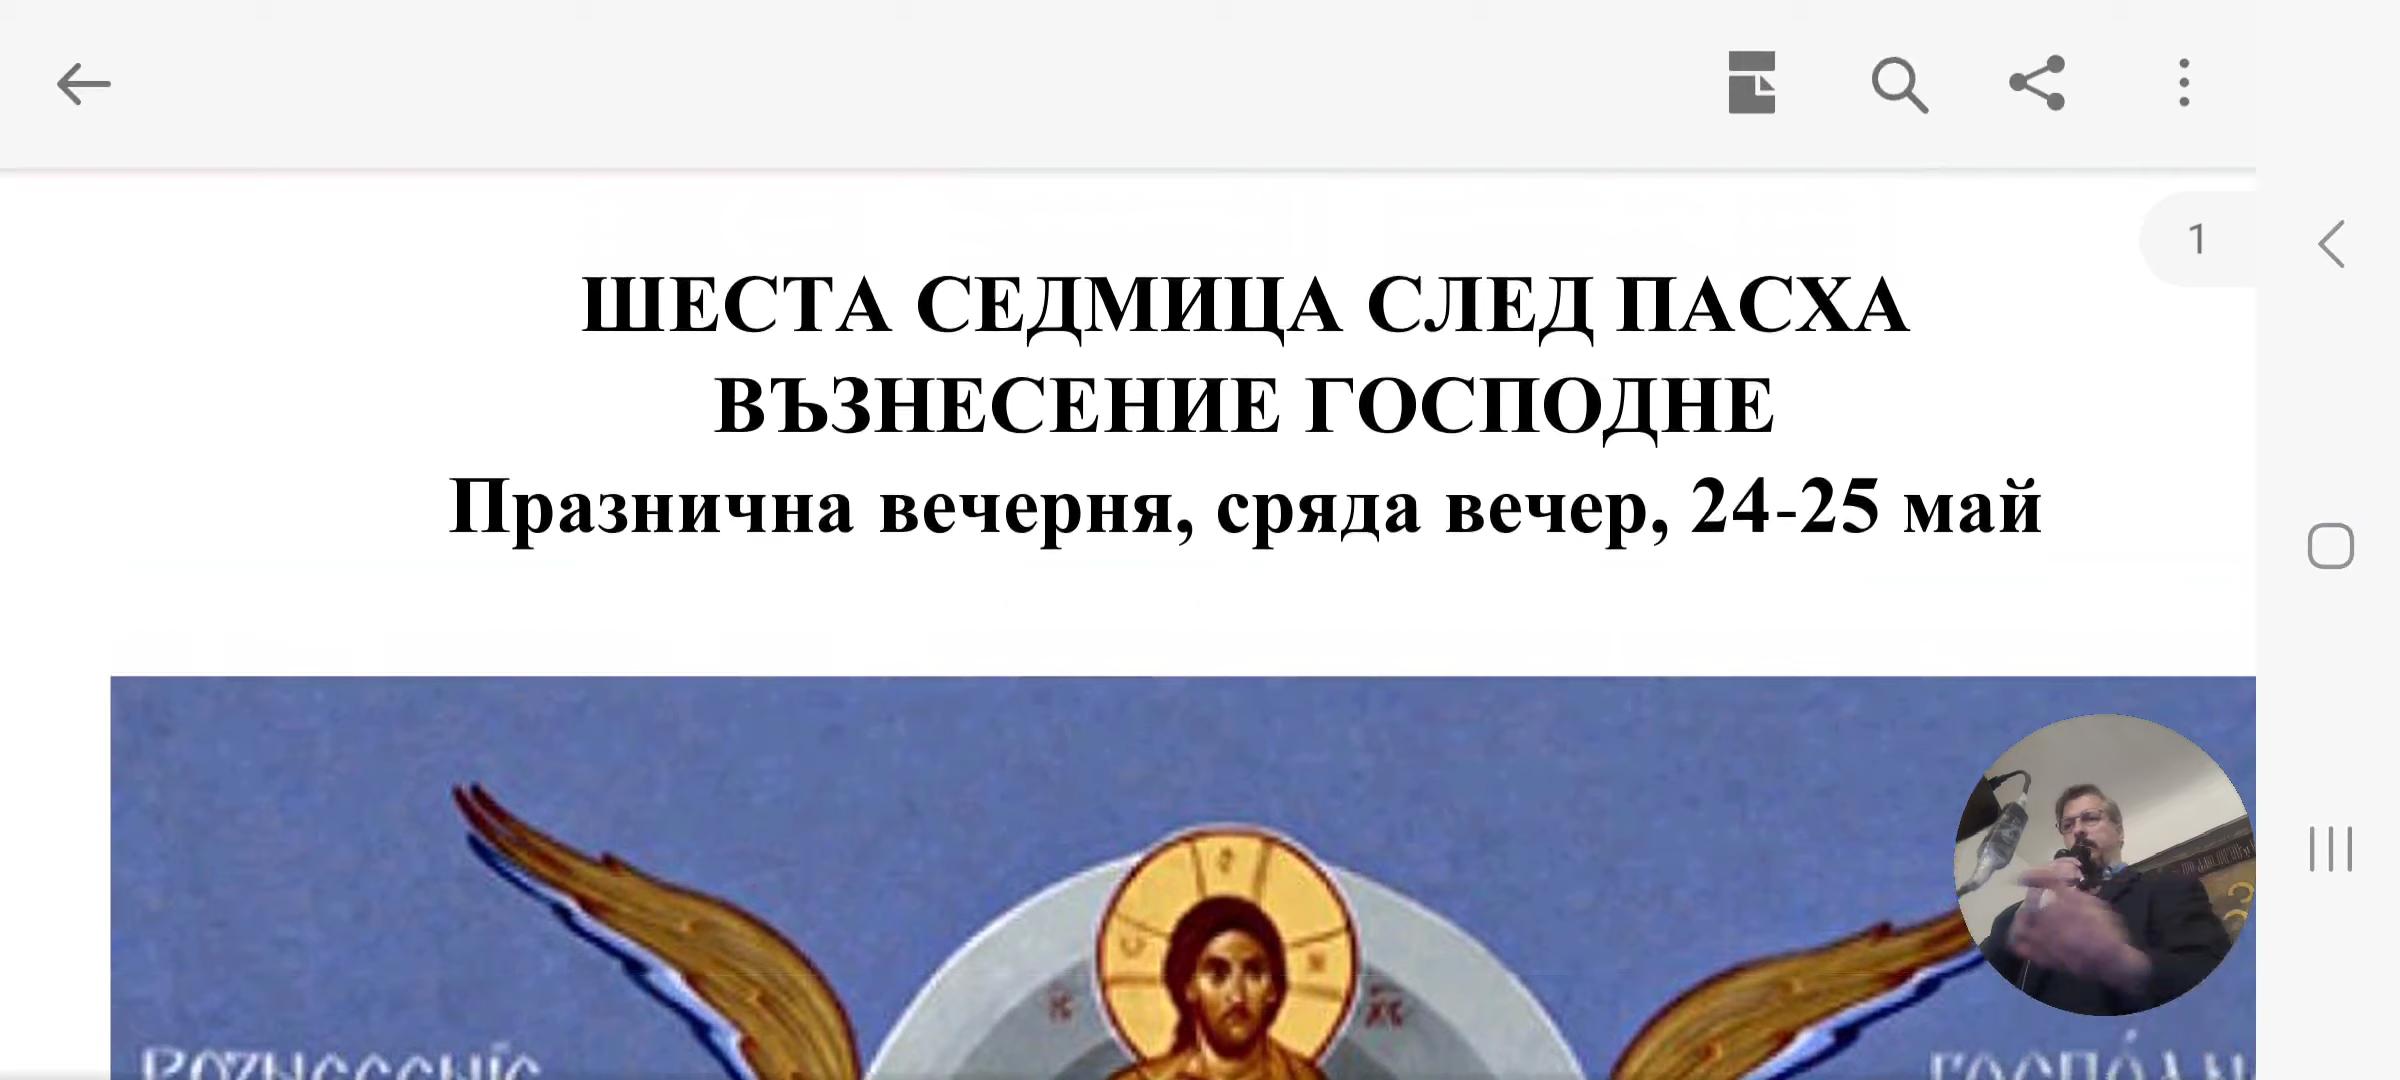 1
ШЕСТА СЕДМИЦА СЛЕД ПАСХА
ВЪЗНЕСЕНИЕ ГОСПОДНЕ
Празнична вечерня, сряда вечер, 24-25 май